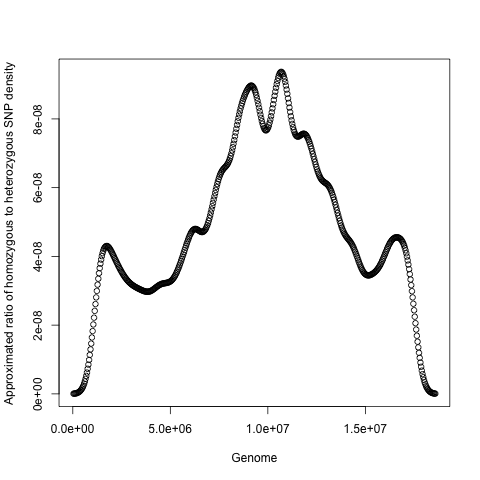 Approximated ratio of homozygous to heterozygous SNP density
8e-08
6e-08
4e-08
2e-08
0e+00
0.0e+00 5.0e+06 1.0e+07 1.5e+07
Genome